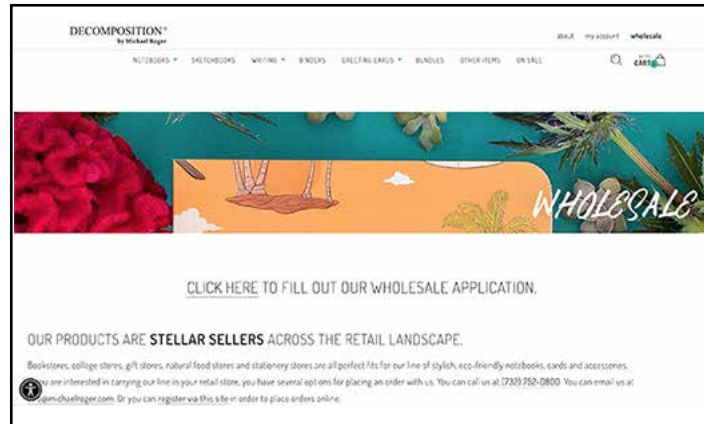 DECOMPOSITION®
by Michael Roger
about my account wholesale
NOTEBOOKS SKETCHBOOKS WRITING BINDERS GREETING CARDS BUNDLES OTHER ITEMS ON SALE CART
WHOLESALE
CLICK HERE TO FILL OUT OUR WHOLESALE APPLICATION.
OUR PRODUCTS ARE STELLAR SELLERS ACROSS THE RETAIL LANDSCAPE.
Bookstores, college stores, gift stores, natural food stores and stationery stores are all perfect fits for our line of stylish, eco-friendly notebooks, cards and accessories.
you are interested in carrying our line in your retail store, you have several options for placing an order with us. You can call us at (732) 752-0800. You can email us at
@michaelroger.com. Or you can register via this site in order to place orders online.